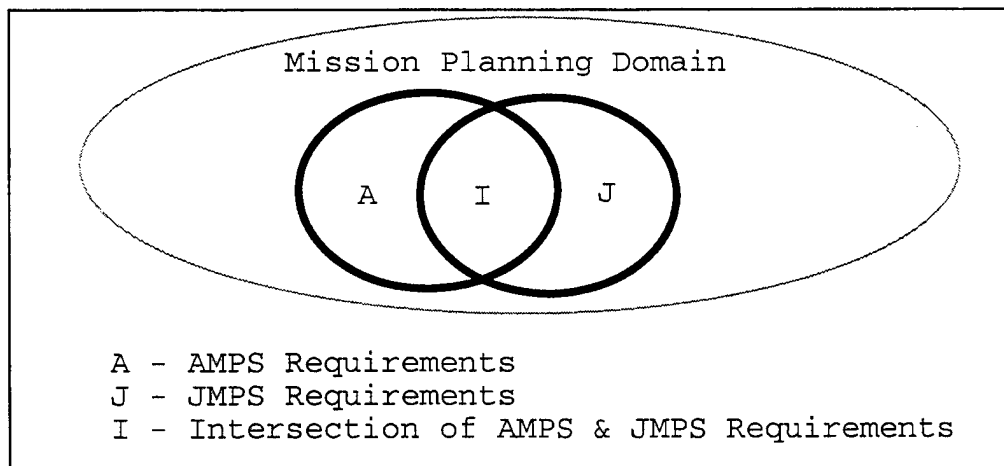 Mission Planning Domain
A I J
A - AMPS Requirements
J - JMPS Requirements
I - Intersection of AMPS & JMPS Requirements